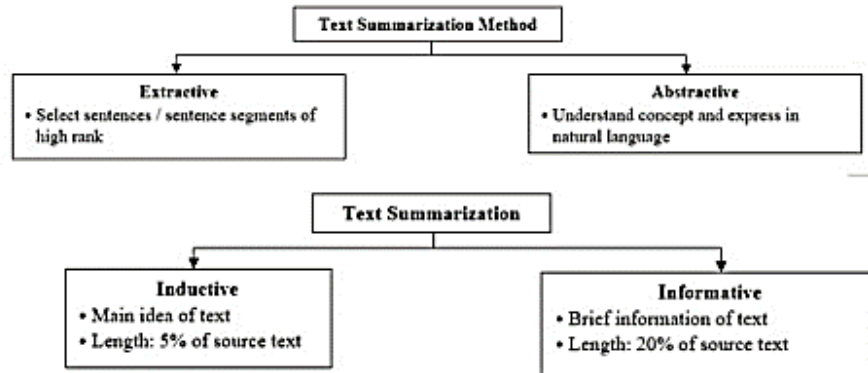 Text Summarization Method
Extractive
• Select sentences / sentence segments of
high rank
Abstractive
• Understand concept and express in
natural language
Text Summarization
Inductive
• Main idea of text
• Length: 5% of source text
Informative
• Brief information of text
• Length: 20% of source text